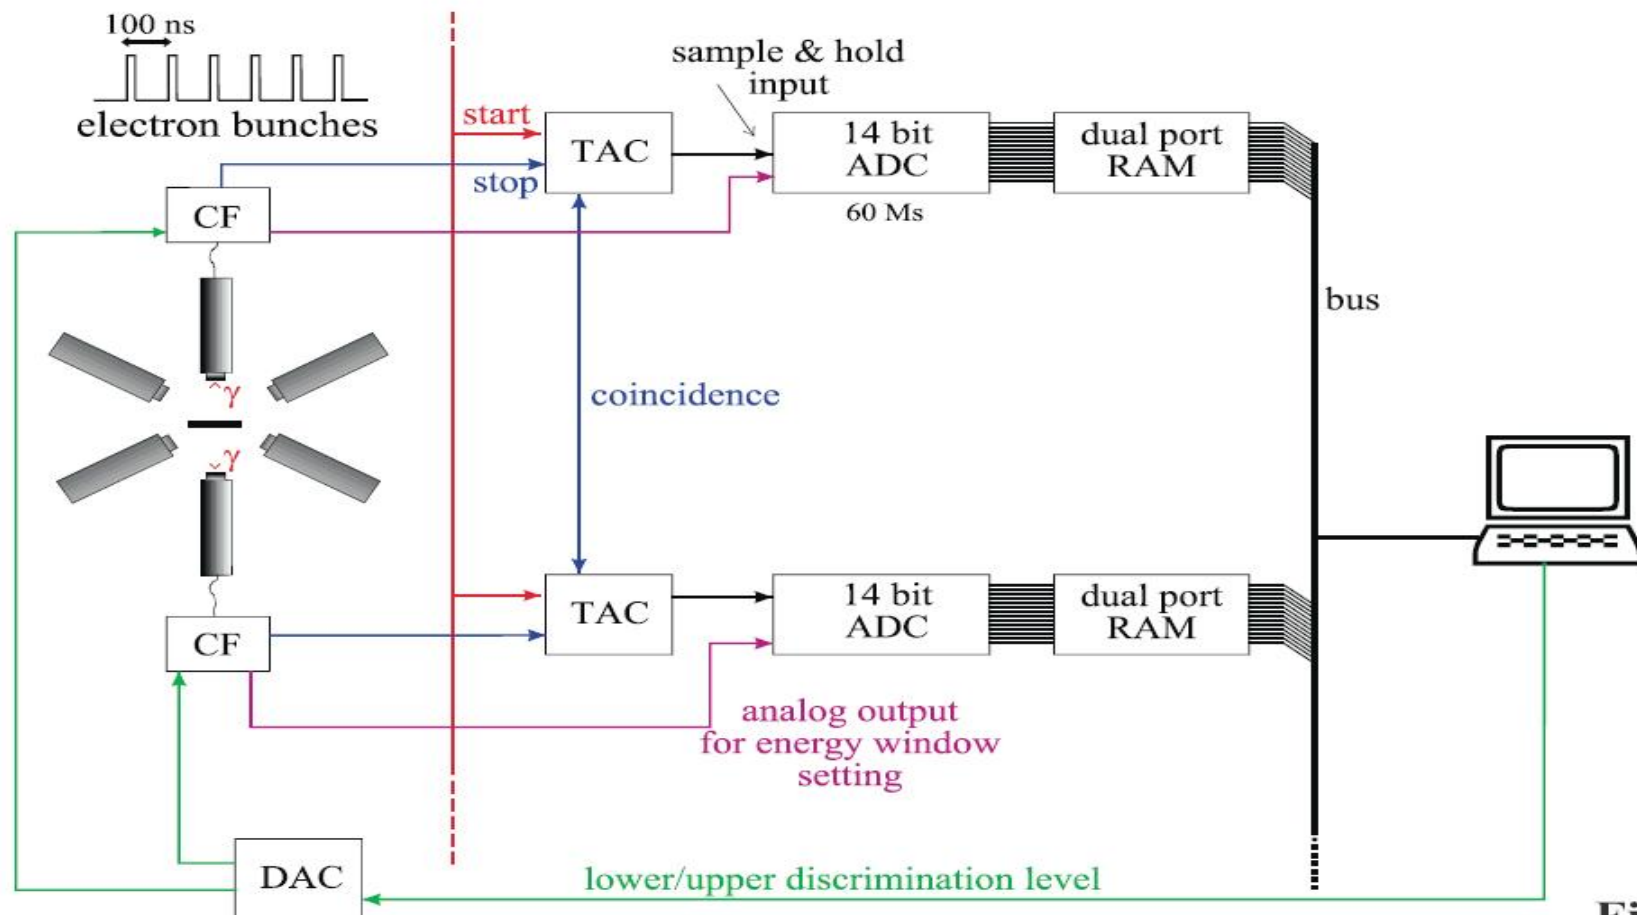 100 ns
electron bunches
sample & hold
input
start
stop
TAC
14 bit
ADC
60 Ms
dual port
RAM
CF
γ
γ
coincidence
bus
CF
TAC
14 bit
ADC
dual port
RAM
analog output
for energy window
setting
DAC
lower/upper discrimination level